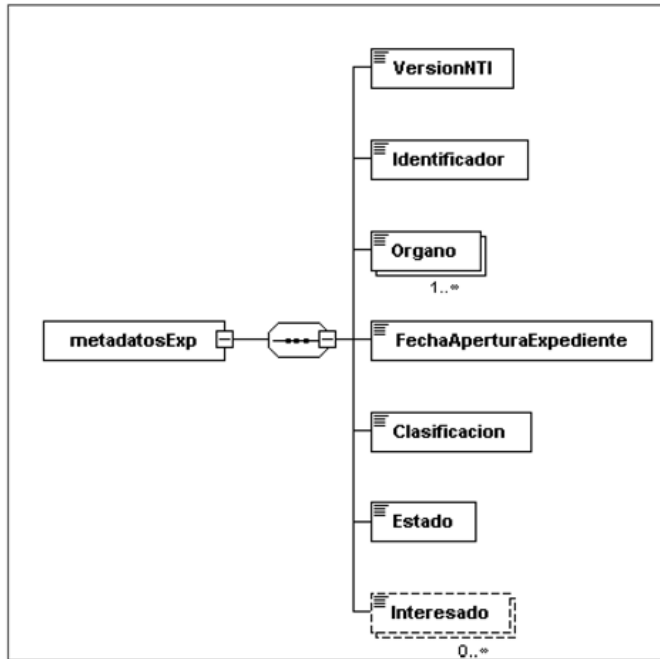 VersionNTI
Identificador
Organo
1..∞
metadatosExp
FechaAperturaExpediente
Clasificacion
Estado
Interesado
0..∞